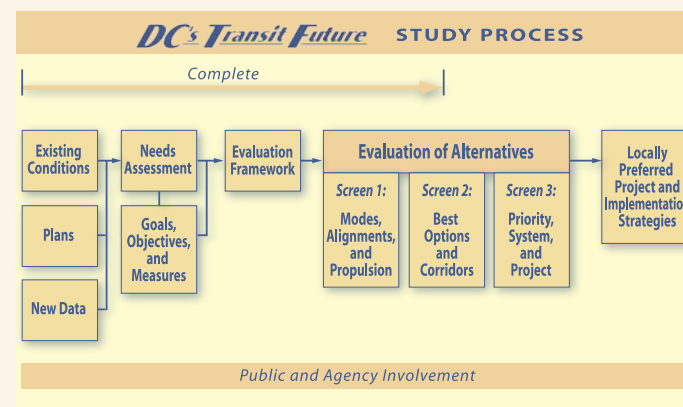 DC's Transit Future STUDY PROCESS
Complete
Existing
Conditions
Plans
New Data
Needs
Assessment
Goals,
Objectives,
and
Measures
Evaluation
Framework
Evaluation of Alternatives
Screen 1:
Modes,
Alignments,
and
Propulsion
Screen 2:
Best
Options
and
Corridors
Screen 3:
Priority,
System,
and
Project
Locally
Preferred
Project and
Implementatio
Strategies
Public and Agency Involvement